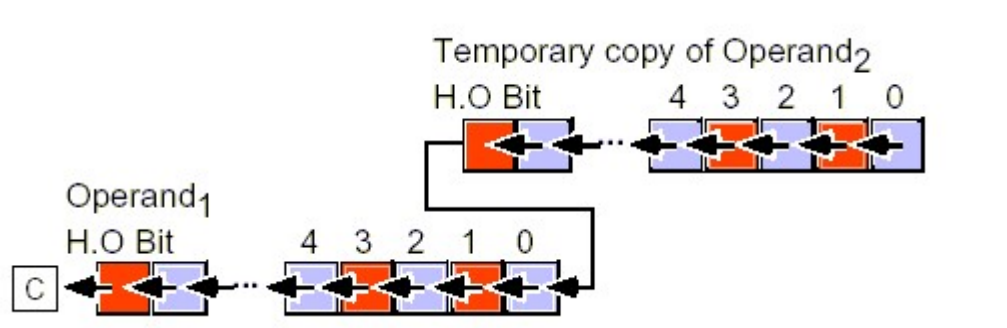 Temporary copy of Operand2
H.O Bit 4 3 2 1 0
Operand1
H.O Bit 4 3 2 1 0
C ...